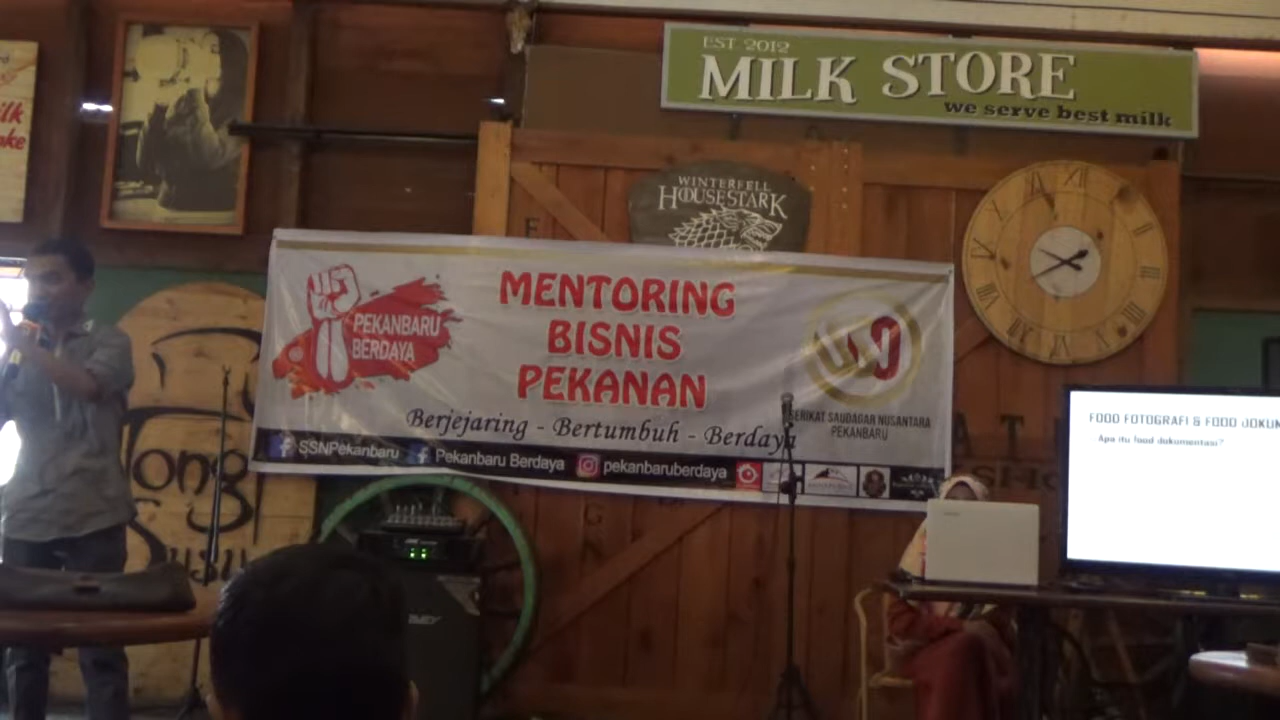 EST 2012
MILK STORE
we serve best milk
WINTERFELL
HOUSE STARK
MENTORING
BISNIS
PEKANAN
PEKANBARU
BERDAYA
SERIKAT SAUDAGAR NUSANTARA
PEKANBARU
Berjejaring - Bertumbuh - Berdaya
SSNPekanbaru
Pekanbaru Berdaya
pekanbaruberdaya
FOOD FOTOGRAFI & FOOD
Apa itu food dokumentasi?
ong